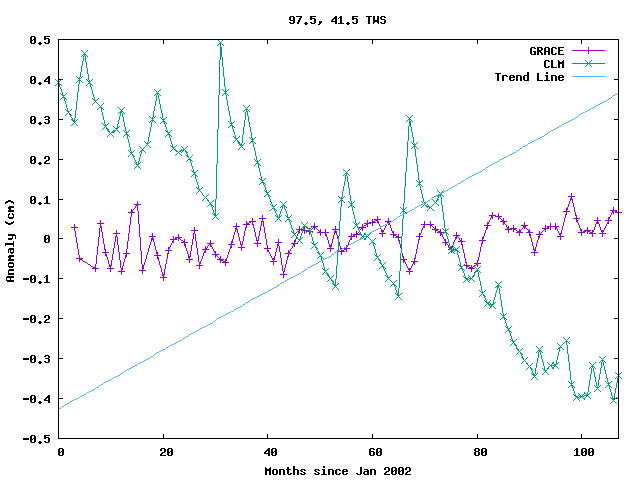 97.5, 41.5 TWS
GRACE
CLM
Trend Line
0.5
0.4
0.3
0.2
0.1
0
-0.1
-0.2
-0.3
-0.4
-0.5
Anomaly (cm)
0 20 40 60 80 100
Months since Jan 2002